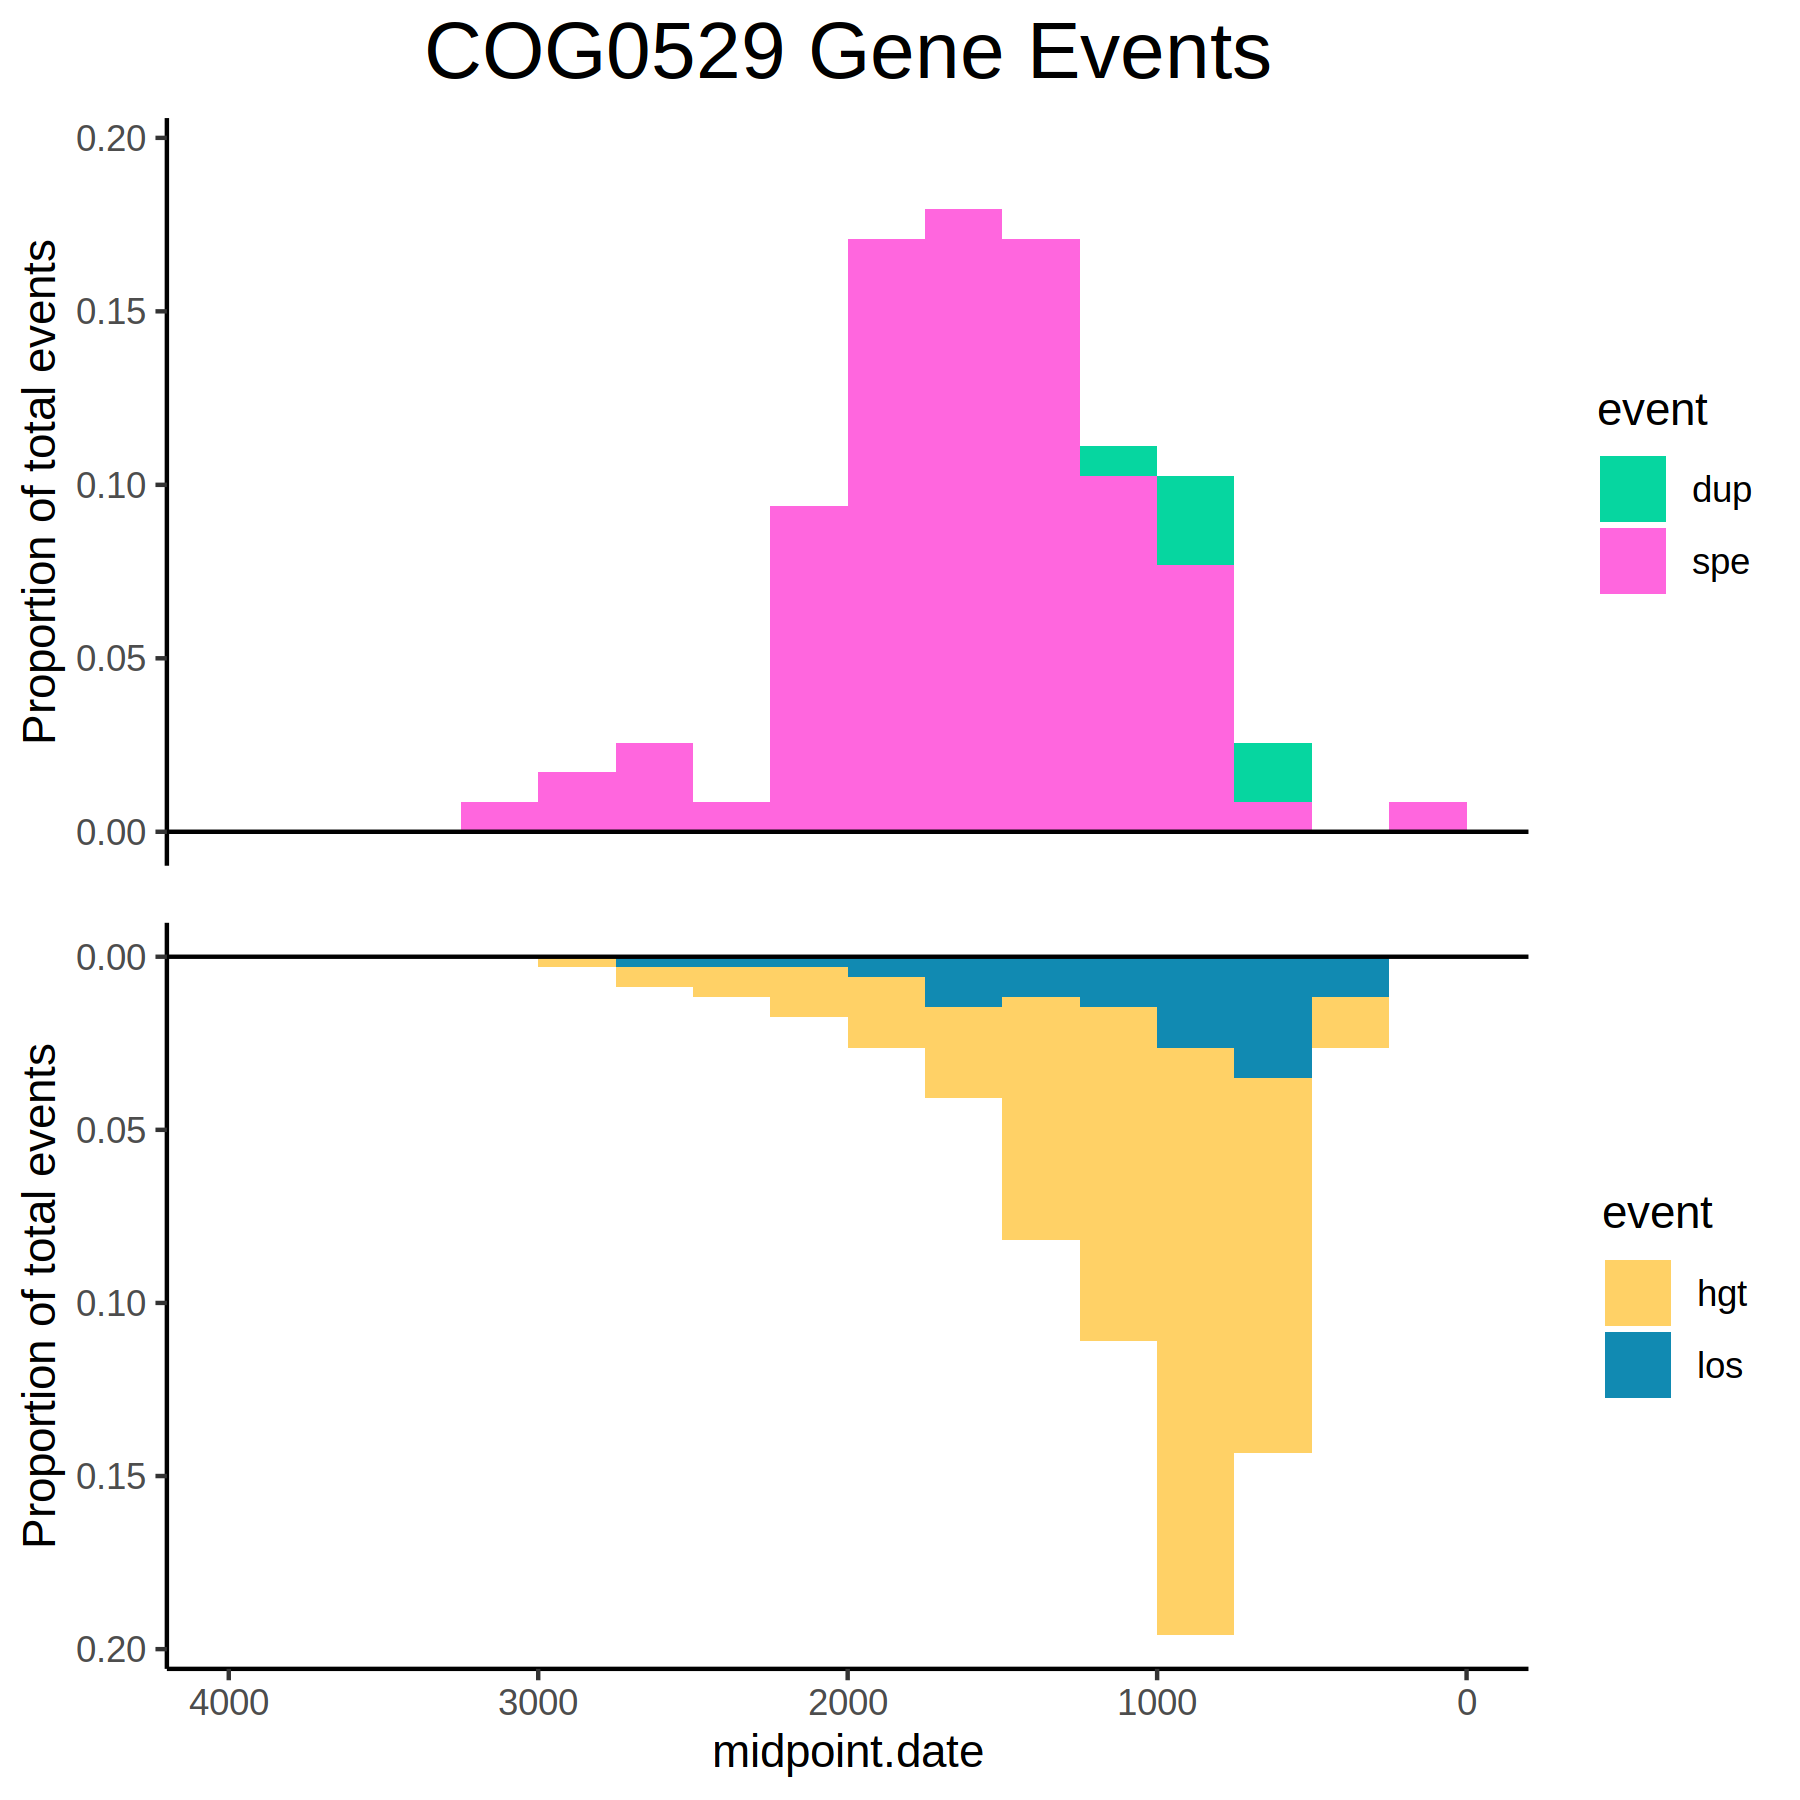 COG0529 Gene Events
Proportion of total events
0.20
0.15
0.10
0.05
0.00
event
dup
spe
Proportion of total events
0.00
0.05
0.10
0.15
0.20
event
hgt
los
4000 3000 2000 1000 0
midpoint.date